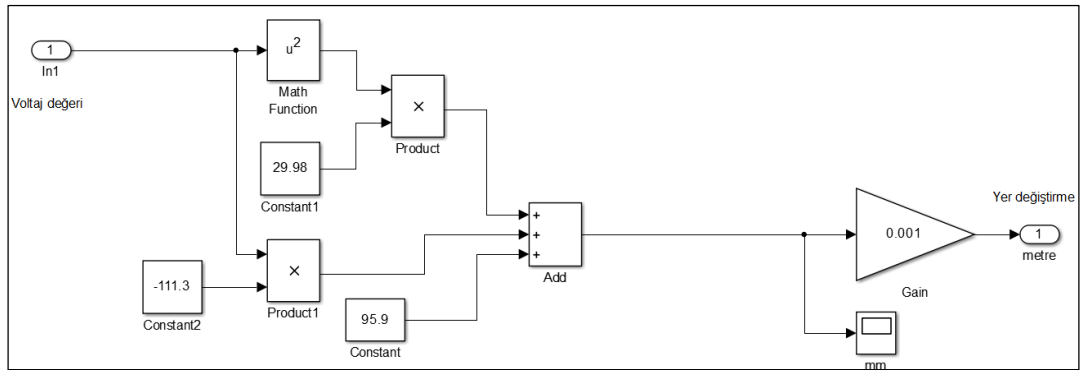 1
In1
Voltaj değeri
u2
Math
Function
×
Product
29.98
Constant1
-111.3
Constant2
×
Product1
95.9
Constant
+
+
+
Add
0.001
Gain
Yer değiştirme
1
metre
mm